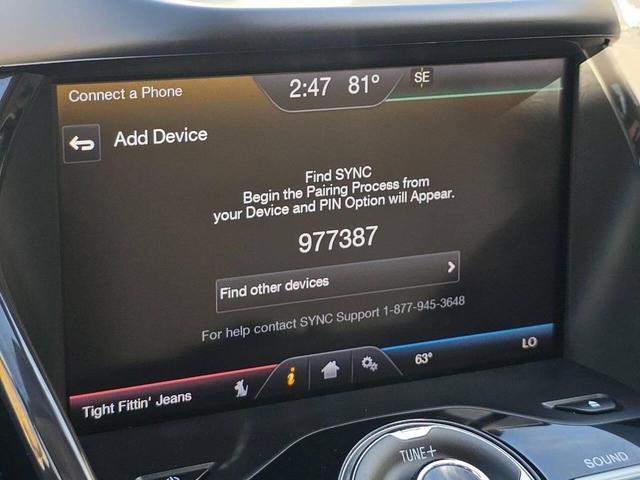 Connect a Phone
2:47 81° SE
Add Device
Find SYNC
Begin the Pairing Process from
your Device and PIN Option will Appear.
977387
Find other devices
For help contact SYNC Support 1-877-945-3648
Tight Fittin' Jeans
63°
LO
TUNE+
SOUND